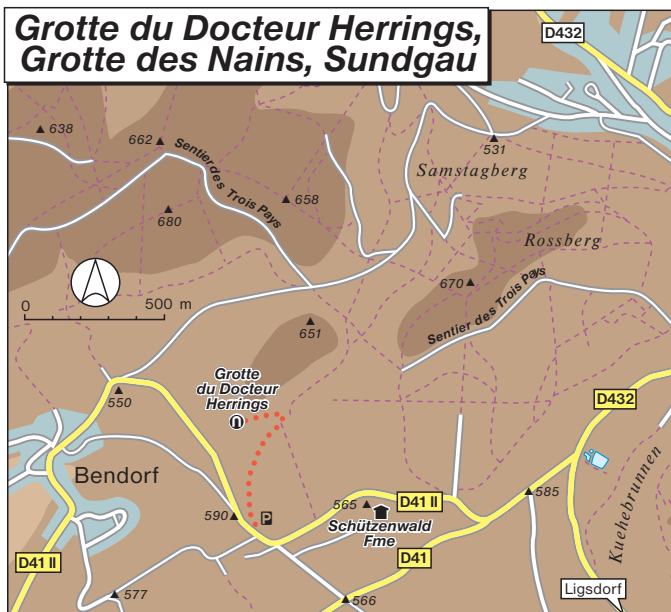 Grotte du Docteur Herrings,
Grotte des Nains, Sundgau
D432
638
662
Sentier des Trois Pays
531
Samstagberg
658
680
Rossberg
670
Sentier des Trois Pays
0 500 m
651
Grotte
du Docteur
Herrings
550
D432
Bendorf
Kuehebrunnen
565
D41 II
585
590
P
Schützenwald
Fme
D41 II
D41
577
566
Ligsdorf